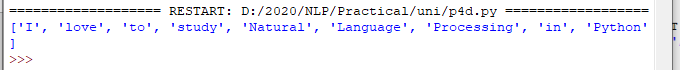 =================== RESTART: D:/2020/NLP/Practical/uni/p4d.py ==================
['I', 'love', 'to', 'study', 'Natural', 'Language', 'Processing', 'in', 'Python'
]
>>>